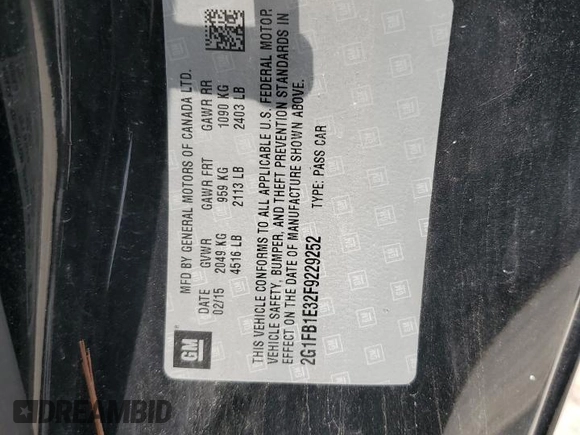 GM
MFD BY GENERAL MOTORS OF CANADA LTD.
DATE GVWR GAWR FRT GAWR RR
02/15 2049 KG 959 KG 1090 KG
4516 LB 2113 LB 2403 LB
THIS VEHICLE CONFORMS TO ALL APPLICABLE U.S. FEDERAL MOTOR
VEHICLE SAFETY, BUMPER, AND THEFT PREVENTION STANDARDS IN
EFFECT ON THE DATE OF MANUFACTURE SHOWN ABOVE.
2G1FB1E32F9229252 TYPE: PASS CAR
DREAMBID